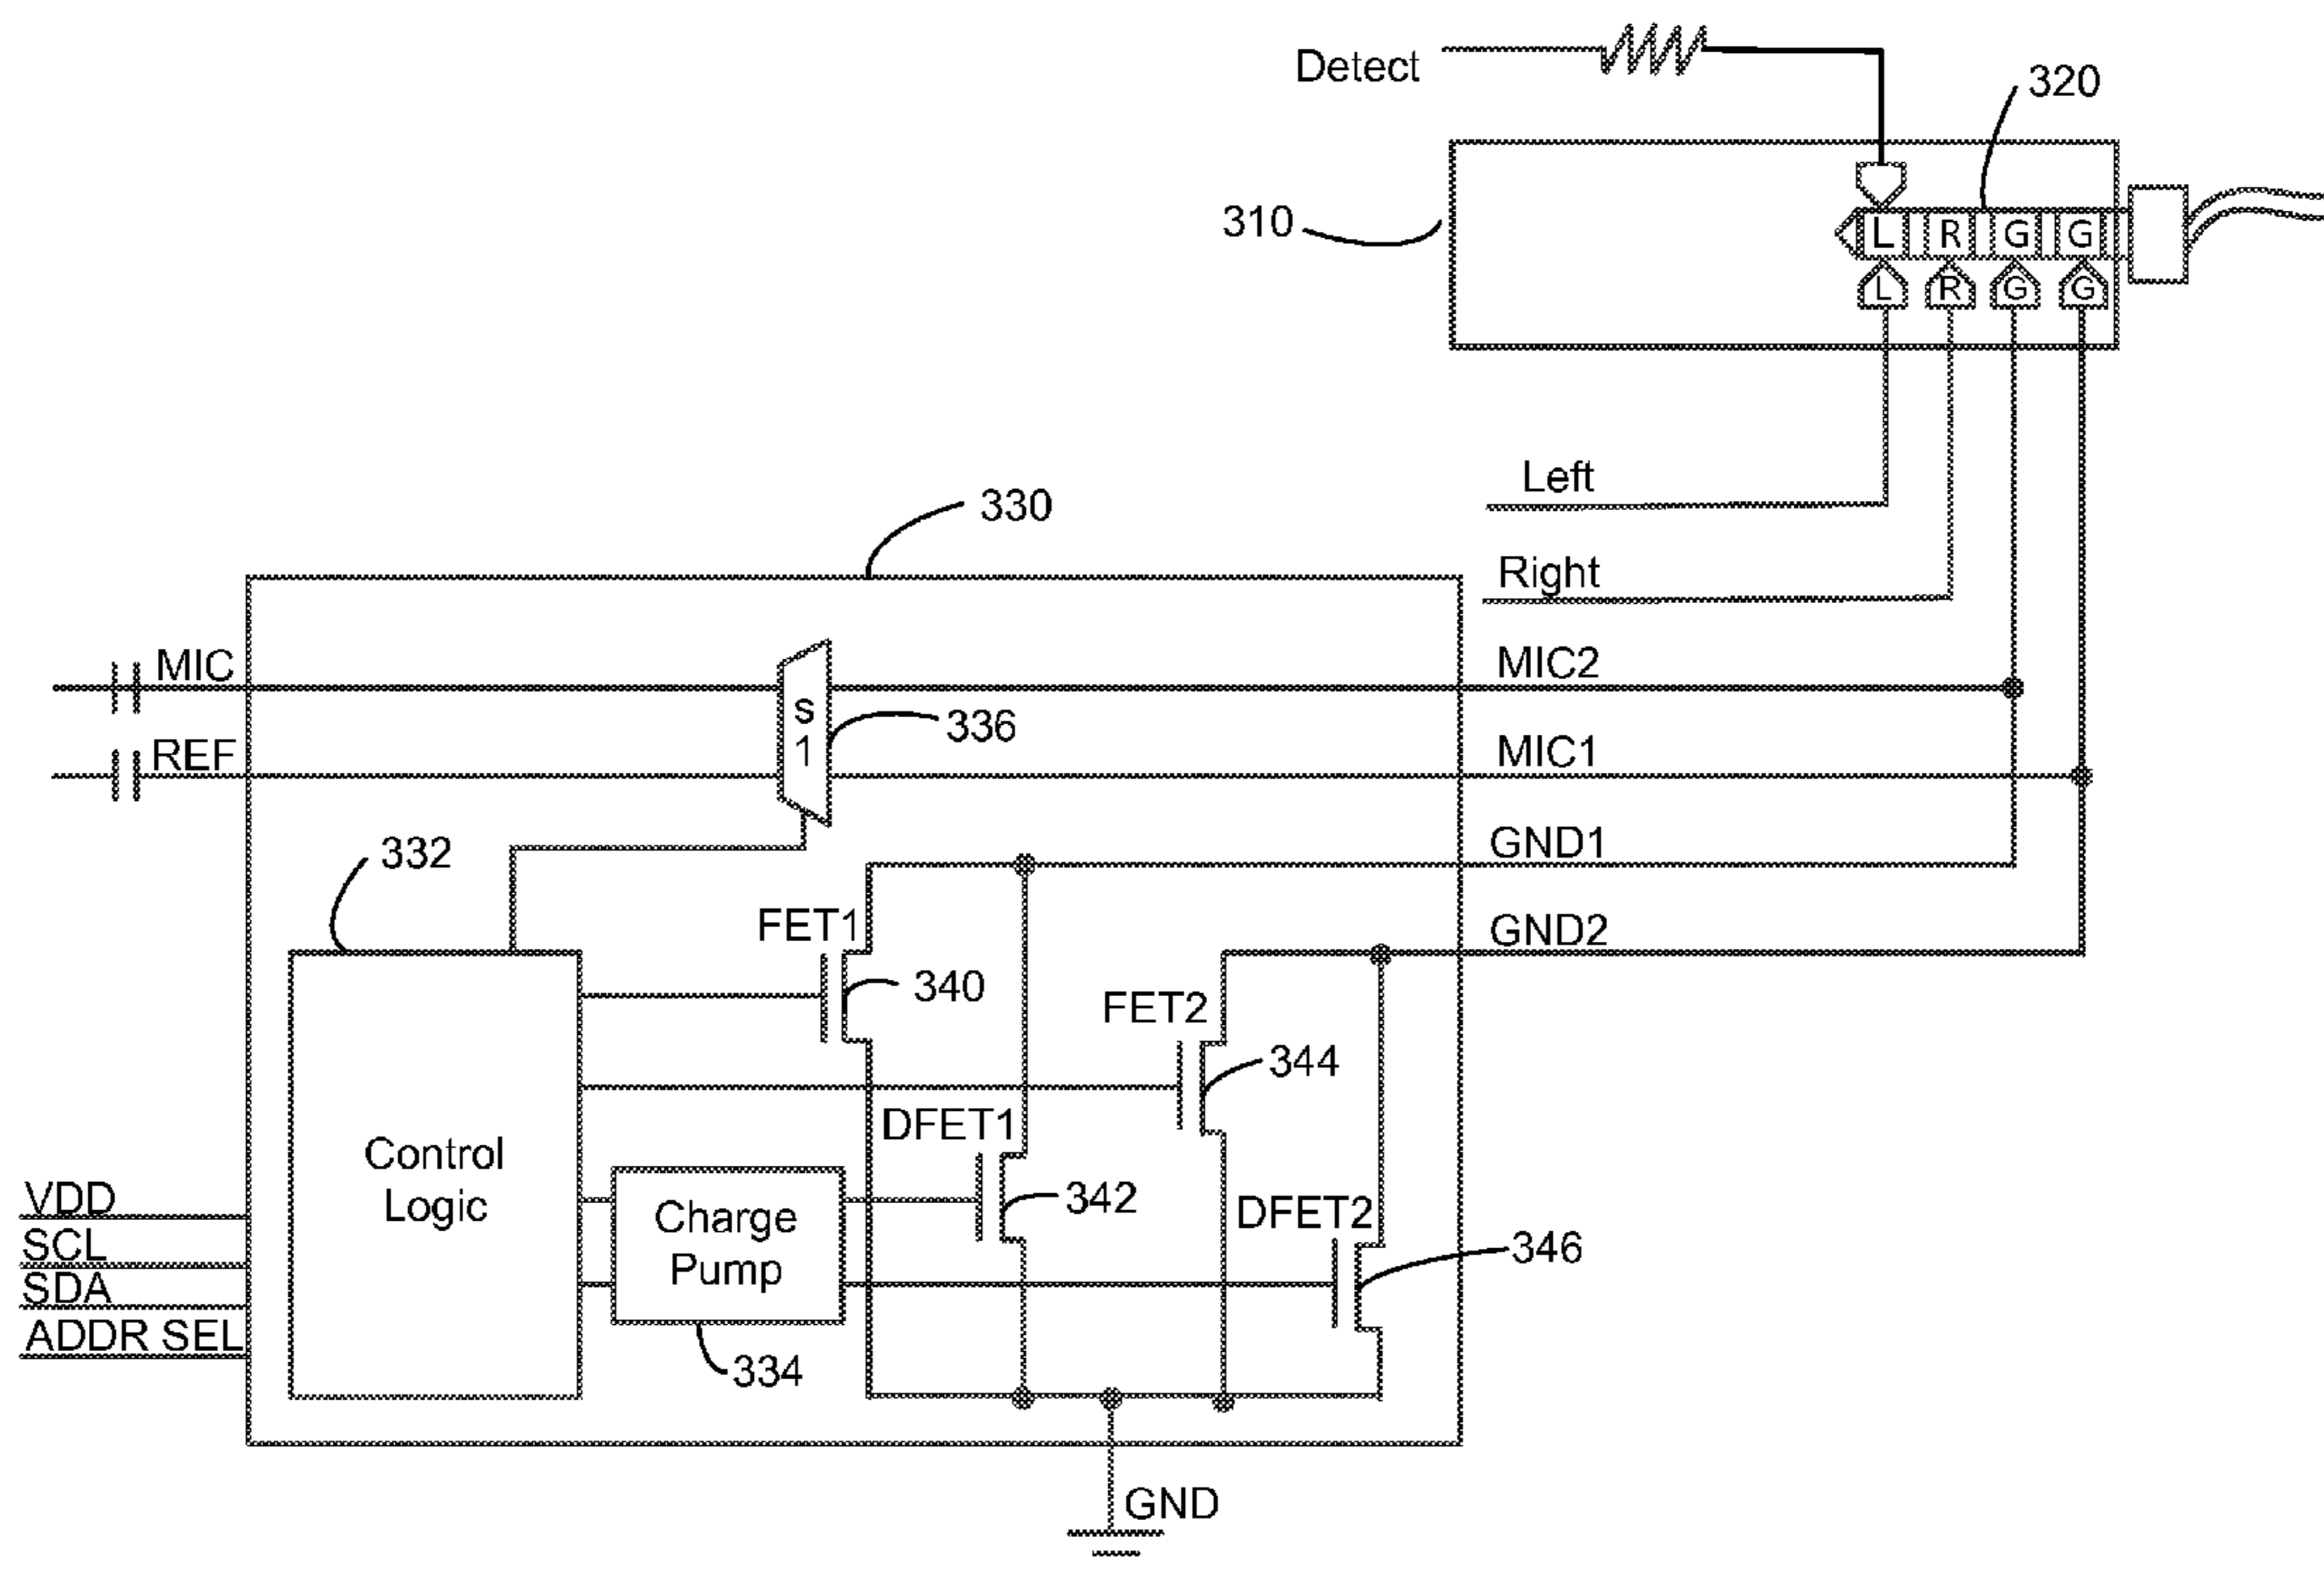 Detect
320
310
L R G G
L R G G
Left
330
Right
MIC
MIC2
S
1
336
REF
MIC1
332
GND1
FET1
GND2
340
FET2
344
DFET1
Control
Logic
VDD
Charge
Pump
342
DFET2
SCL
346
SDA
ADDR SEL
334
GND